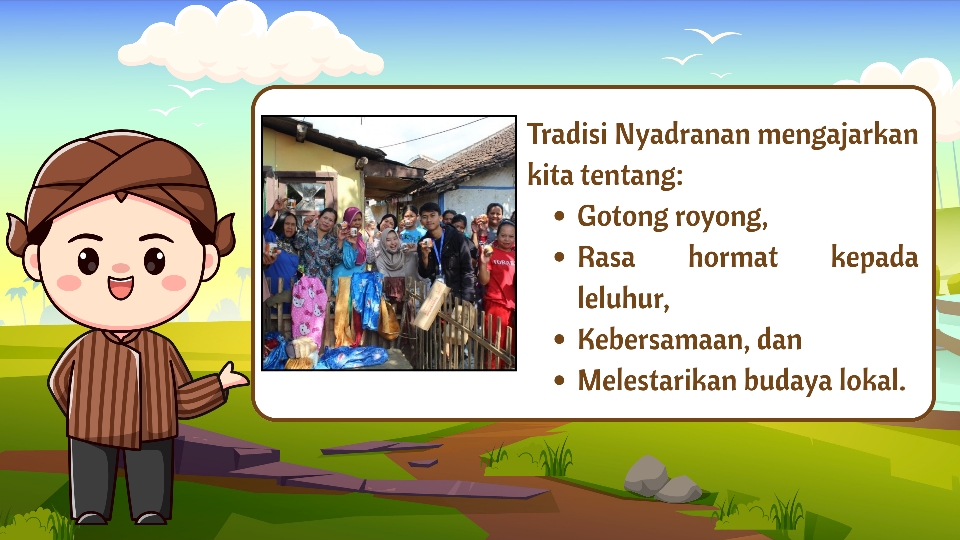 Tradisi Nyadranan mengajarkan
kita tentang:
• Gotong royong,
• Rasa hormat kepada
leluhur,
• Kebersamaan, dan
• Melestarikan budaya lokal.